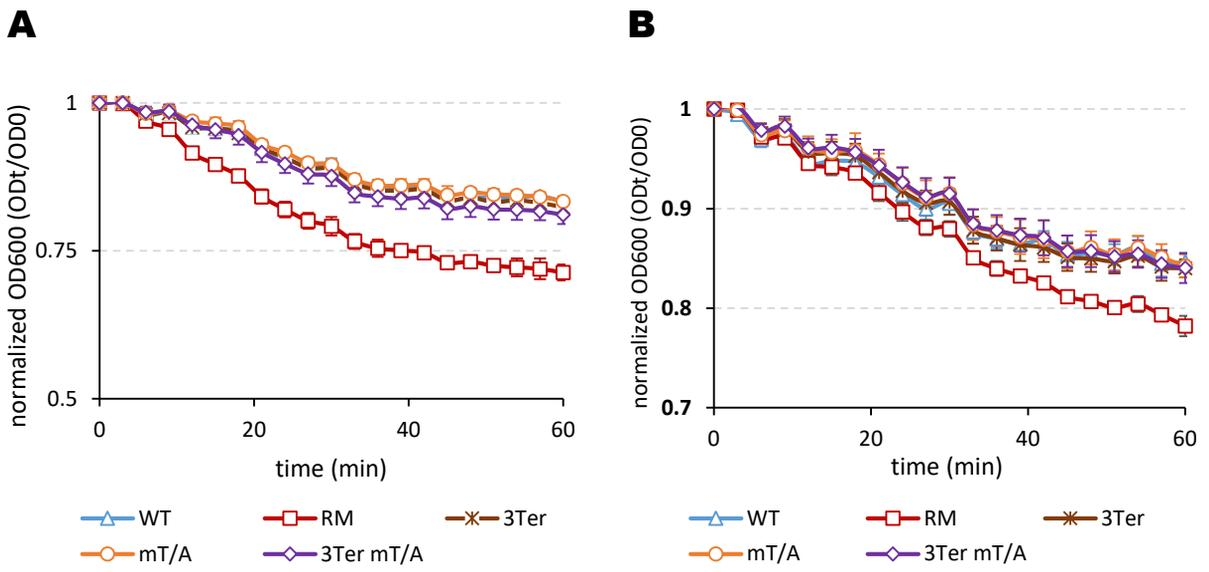 A
B
normalized OD600 (ODt/OD0)
1
0.75
0.5
0
20
40
60
time (min)
WT
RM
3Ter
mT/A
3Ter mT/A
normalized OD600 (ODt/OD0)
1
0.9
0.8
0.7
0
20
40
60
time (min)
WT
RM
3Ter
mT/A
3Ter mT/A